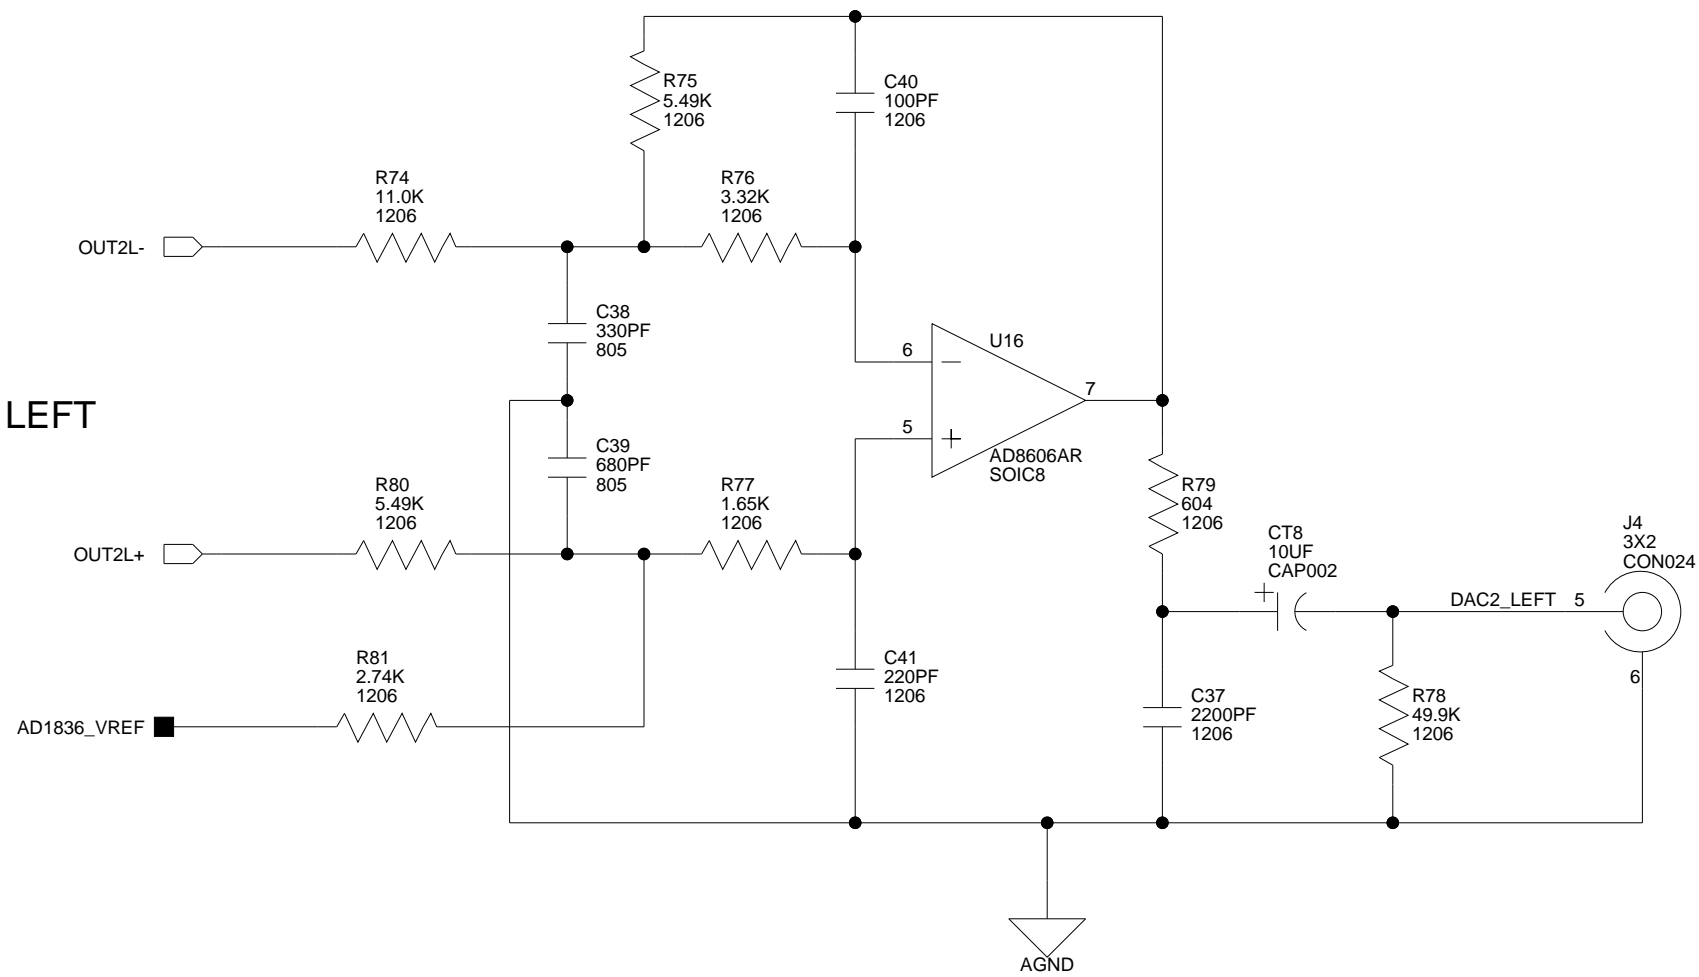 R75
5.49K
1206
C40
100PF
1206
R74
11.0K
1206
R76
3.32K
1206
OUT2L-
C38
330PF
805
6
U16
7
LEFT
5
AD8606AR
SOIC8
C39
680PF
805
R80
5.49K
1206
R77
1.65K
1206
R79
604
1206
OUT2L+
CT8
10UF
CAP002
J4
3X2
CON024
DAC2_LEFT 5
R81
2.74K
1206
C41
220PF
1206
6
C37
2200PF
1206
R78
49.9K
1206
AD1836_VREF
AGND